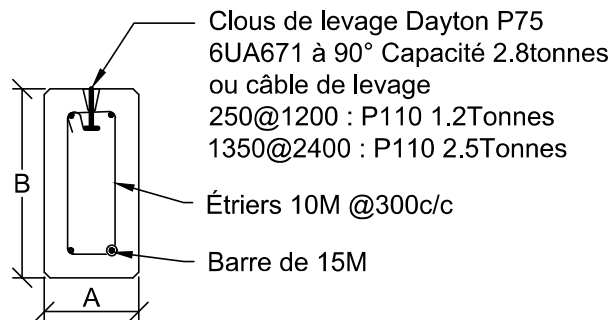 Clous de levage Dayton P75
6UA671 à 90° Capacité 2.8tonnes
ou câble de levage
250@1200 : P110 1.2Tonnes
1350@2400 : P110 2.5Tonnes
B
Étriers 10M @300c/c
Barre de 15M
A